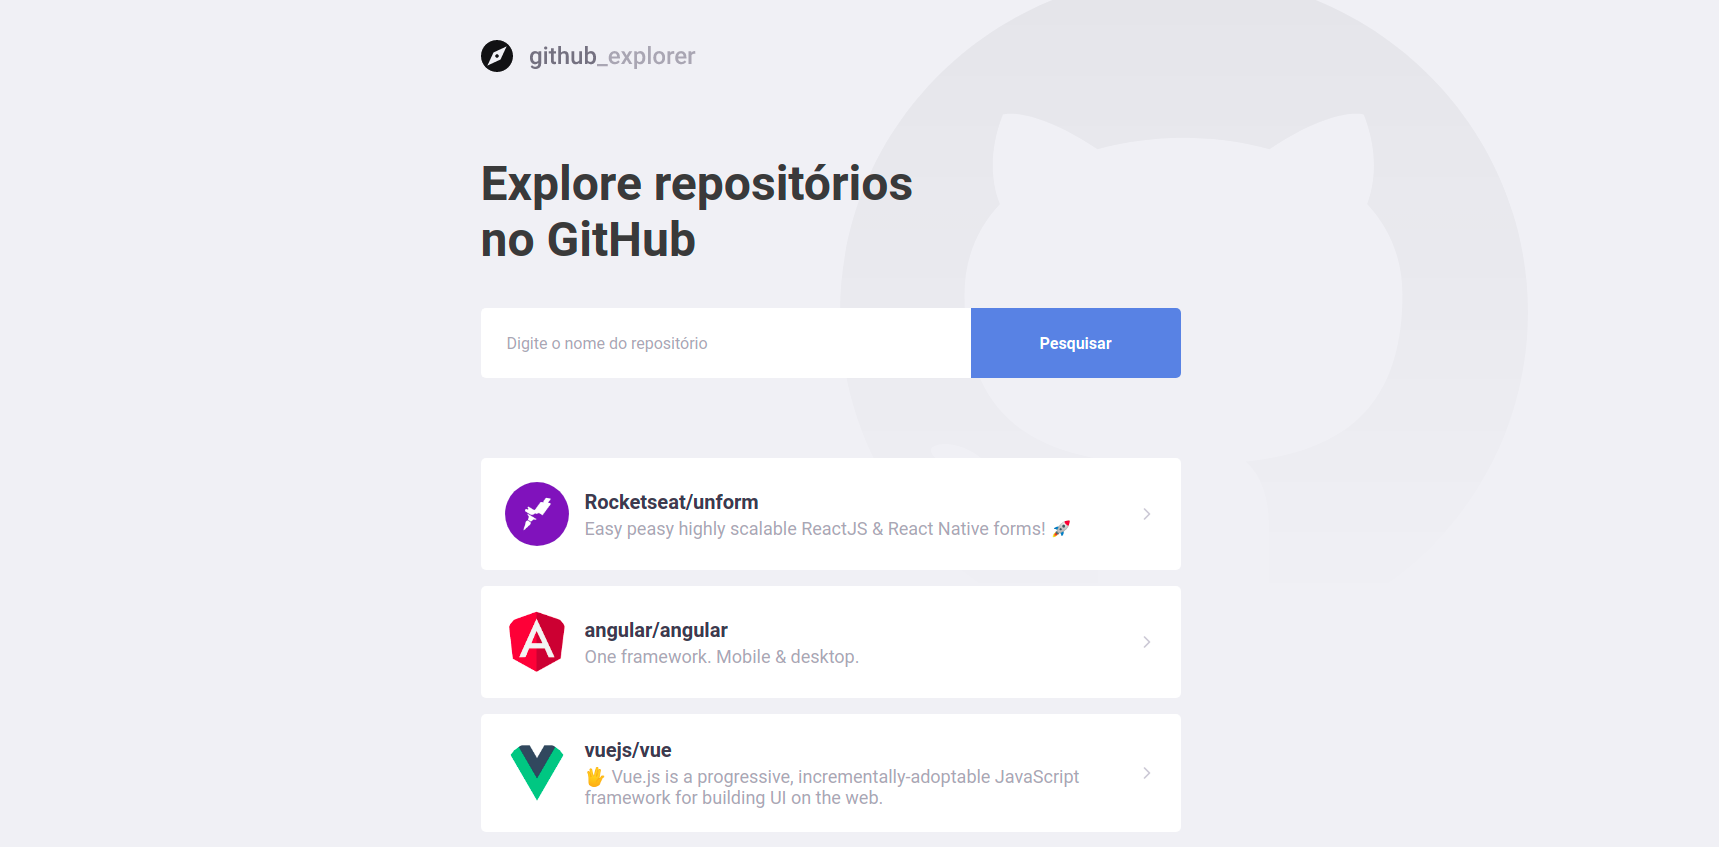 github_explorer
Explore repositórios
no GitHub
Digite o nome do repositório
Pesquisar
Rocketseat/unform
Easy peasy highly scalable ReactJS & React Native forms! 🚀
angular/angular
One framework. Mobile & desktop.
vuejs/vue
🖖 Vue.js is a progressive, incrementally-adoptable JavaScript
framework for building UI on the web.